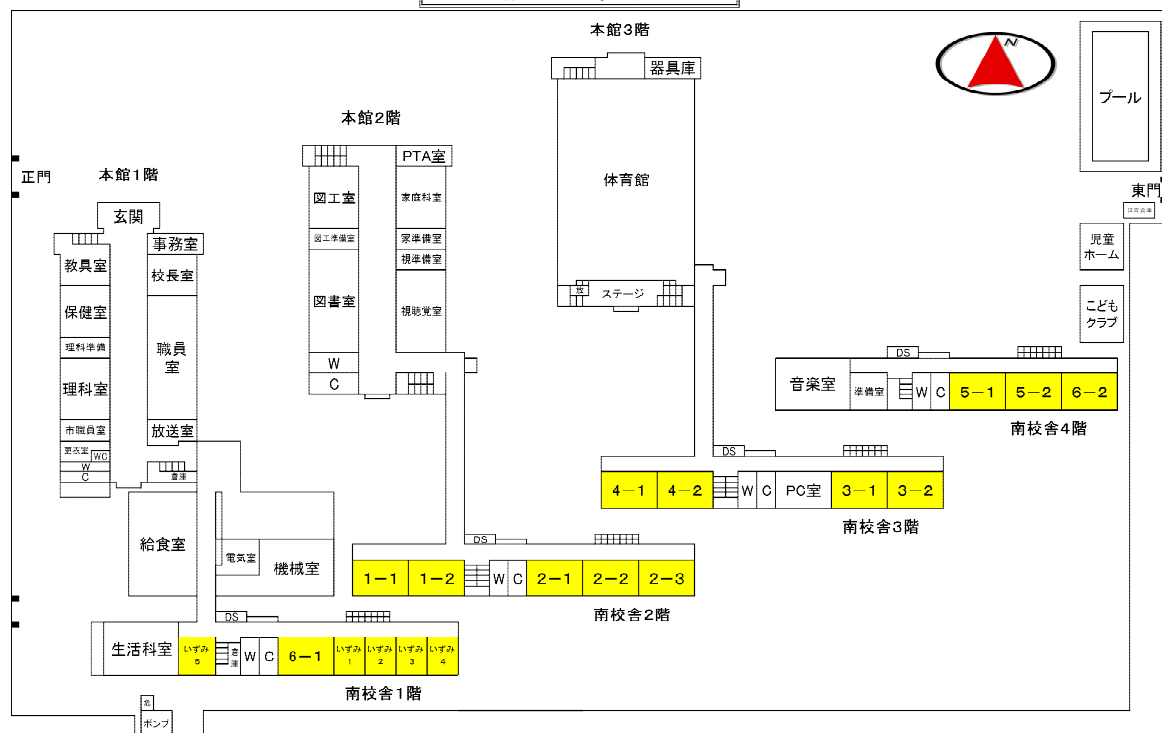 本館3階
器具庫
体育館
放
ステージ
N
プール
東門
児童
ホーム
こども
クラブ
正門
本館2階
PTA室
図工室
家庭科室
図工準備室
家準備室
視準備室
図書室
視聴覚室
W
C
本館1階
玄関
事務室
教具室
校長室
保健室
職員
室
理科準備
理科室
市職員室
放送室
更衣室
WC
W
C
倉庫
給食室
電気室
機械室
DS
音楽室
準備室
W
C
5-1
5-2
6-2
南校舎4階
DS
4-1
4-2
W
C
PC室
3-1
3-2
南校舎3階
DS
1-1
1-2
W
C
2-1
2-2
2-3
南校舎2階
DS
生活科室
いずみ
5
倉
庫
W
C
6-1
いずみ
1
いずみ
2
いずみ
3
いずみ
4
南校舎1階
危
ポンプ